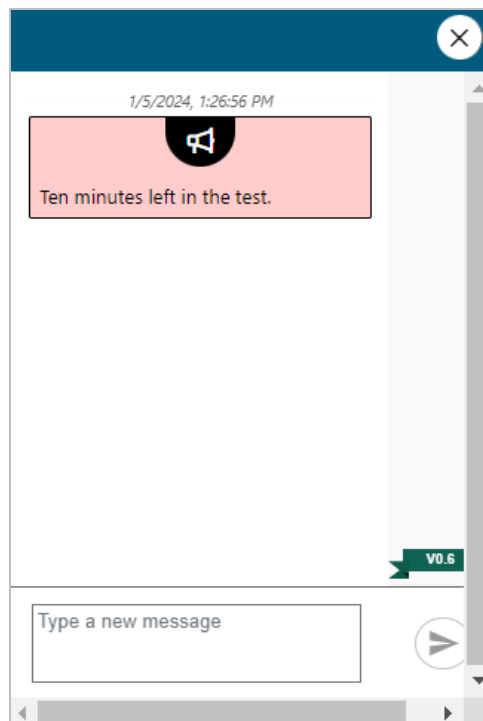 1/5/2024, 1:26:56 PM
Ten minutes left in the test.
V0.6
Type a new message